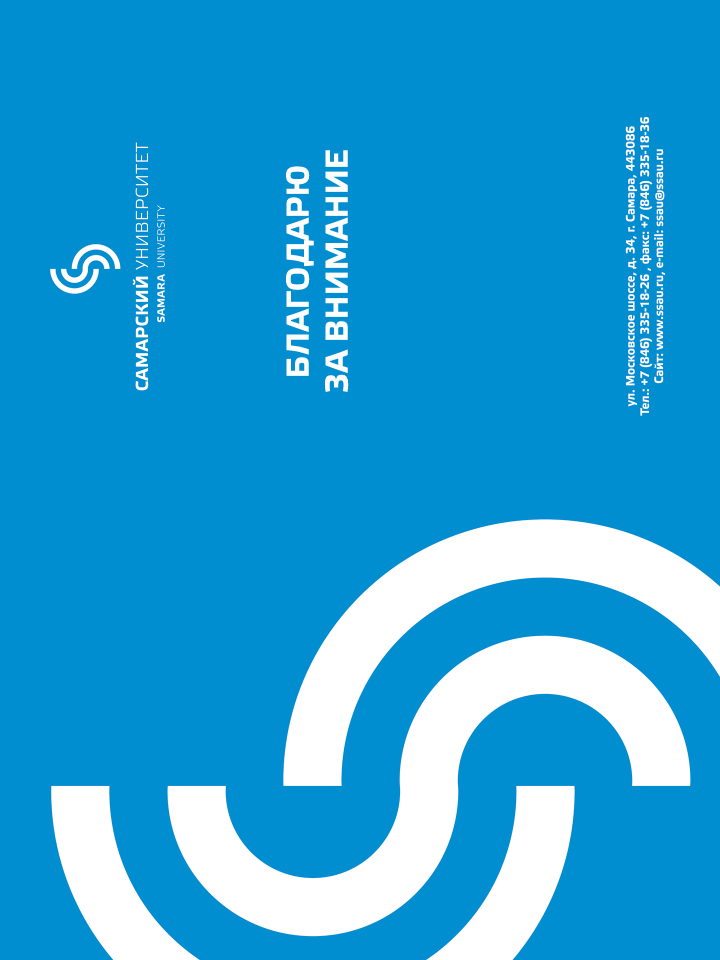 САМАРСКИЙ УНИВЕРСИТЕТ
SAMARA UNIVERSITY
БЛАГОДАРЮ
ЗА ВНИМАНИЕ
ул. Московское шоссе, д. 34, г. Самара, 443086
Тел.: +7 (846) 335-18-26 , факс: +7 (846) 335-18-36
Сайт: www.ssau.ru, e-mail: ssau@ssau.ru